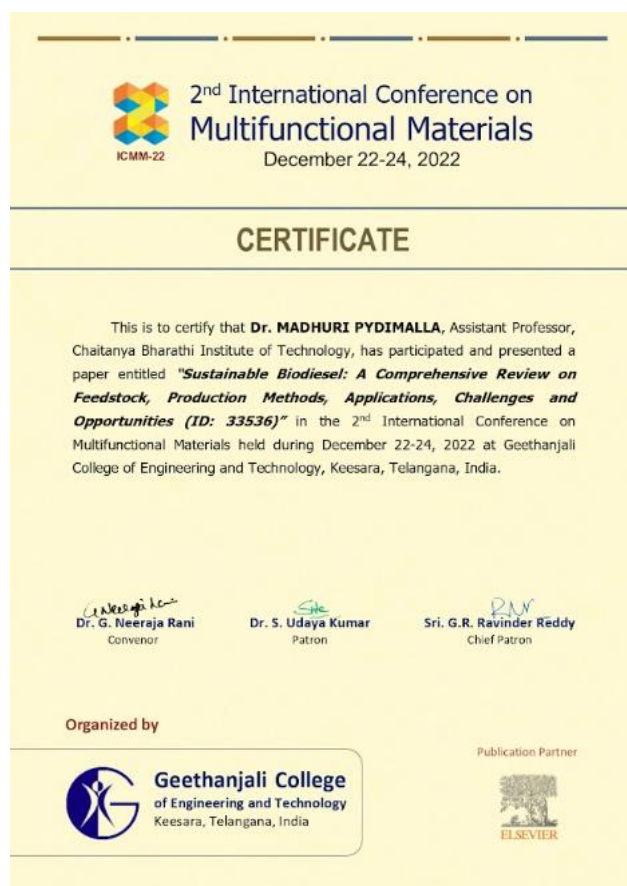 2nd International Conference on
Multifunctional Materials
ICMM-22
December 22-24, 2022
CERTIFICATE
This is to certify that Dr. MADHURI PYDIMALLA, Assistant Professor,
Chaitanya Bharathi Institute of Technology, has participated and presented a
paper entitled "Sustainable Biodiesel: A Comprehensive Review on
Feedstock, Production Methods, Applications, Challenges and
Opportunities (ID: 33536)" in the 2nd International Conference on
Multifunctional Materials held during December 22-24, 2022 at Geethanjali
College of Engineering and Technology, Keesara, Telangana, India.
Dr. G. Neeraja Rani
Convenor
Dr. S. Udaya Kumar
Patron
Sri. G.R. Ravinder Reddy
Chief Patron
Organized by
Geethanjali College
of Engineering and Technology
Keesara, Telangana, India
Publication Partner
ELSEVIER